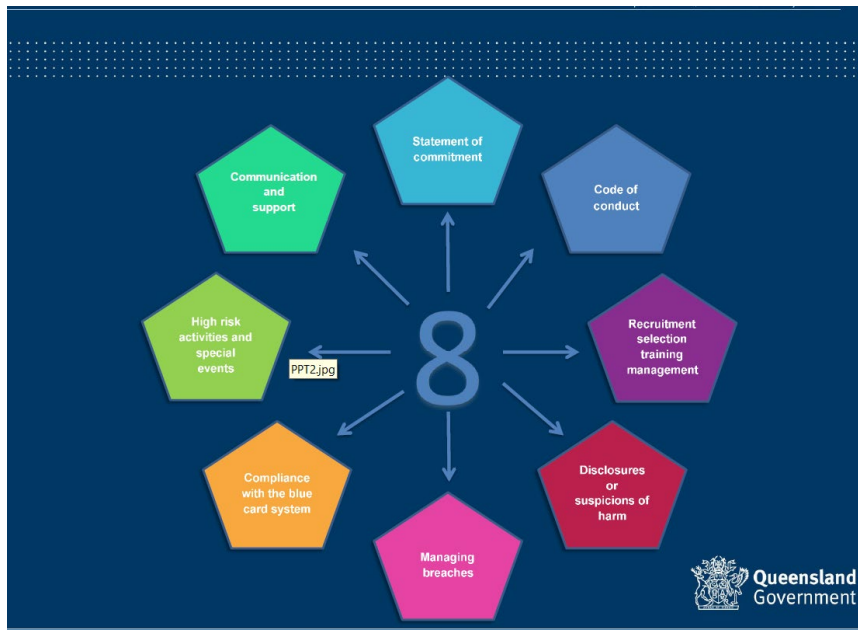 Statement of
commitment
Code of
conduct
Recruitment
selection
training
management
Disclosures
or
suspicions of
harm
Managing
breaches
Compliance
with the blue
card system
High risk
activities and
special
events
Communication
and
support
8
PPT2.jpg
Queensland
Government